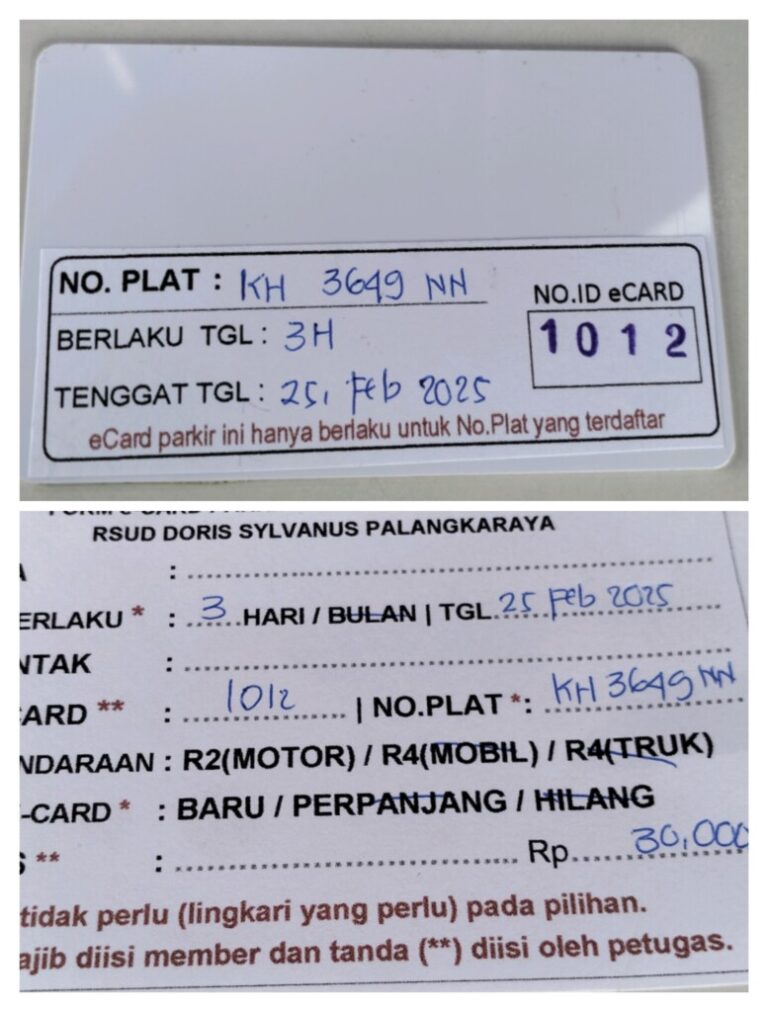 NO. PLAT : KH 3649 NN
NO.ID eCARD
BERLAKU TGL : 3H
1012
TENGGAT TGL : 25, Feb 2025
eCard parkir ini hanya berlaku untuk No.Plat yang terdaftar
RSUD DORIS SYLVANUS PALANGKARAYA
:
ERLAKU * : 3 HARI / BULAN | TGL. 25 Feb 2025
NTAK :
ARD ** : 1012 | NO.PLAT *: KH 3649 NN
NDARAAN : R2(MOTOR) / R4(MOBIL) / R4(TRUK)
-CARD * : BARU / PERPANJANG / HILANG
S ** : Rp. 30.000
tidak perlu (lingkari yang perlu) pada pilihan.
ajib diisi member dan tanda (**) diisi oleh petugas.